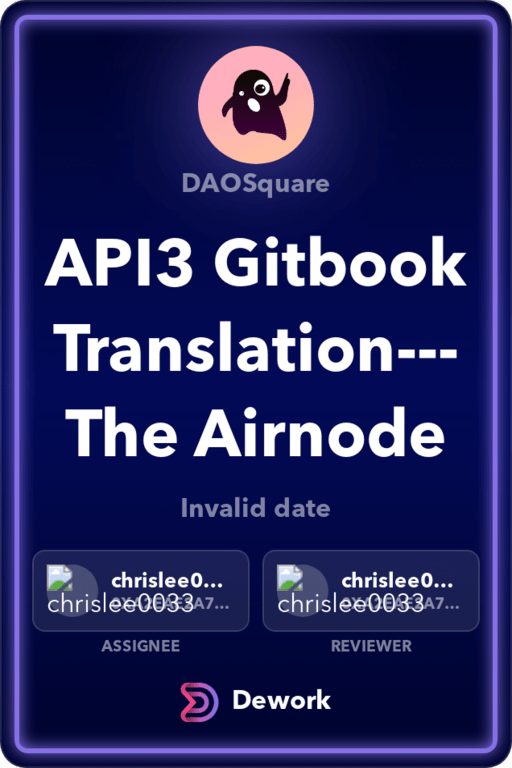 DAOSquare
API3 Gitbook
Translation---
The Airnode
Invalid date
chrislee0...
chrislee0033
chrislee0...
chrislee0033
ASSIGNEE
REVIEWER
Dework